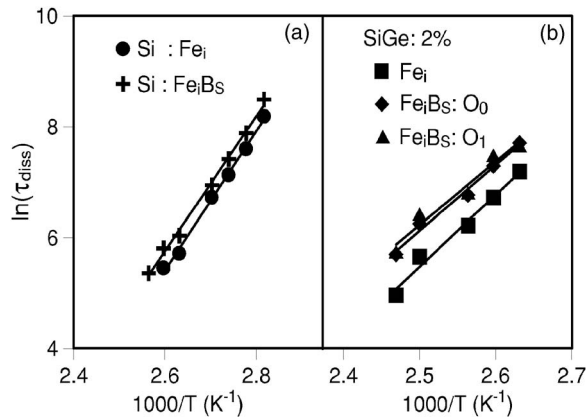 10
8
6
4
ln(τdiss)
(a)
Si : Fei
Si : FeiBS
2.4
2.6
2.8
1000/T (K-1)
(b)
SiGe: 2%
Fei
FeiBS: O0
FeiBS: O1
2.4
2.5
2.6
2.7
1000/T (K-1)